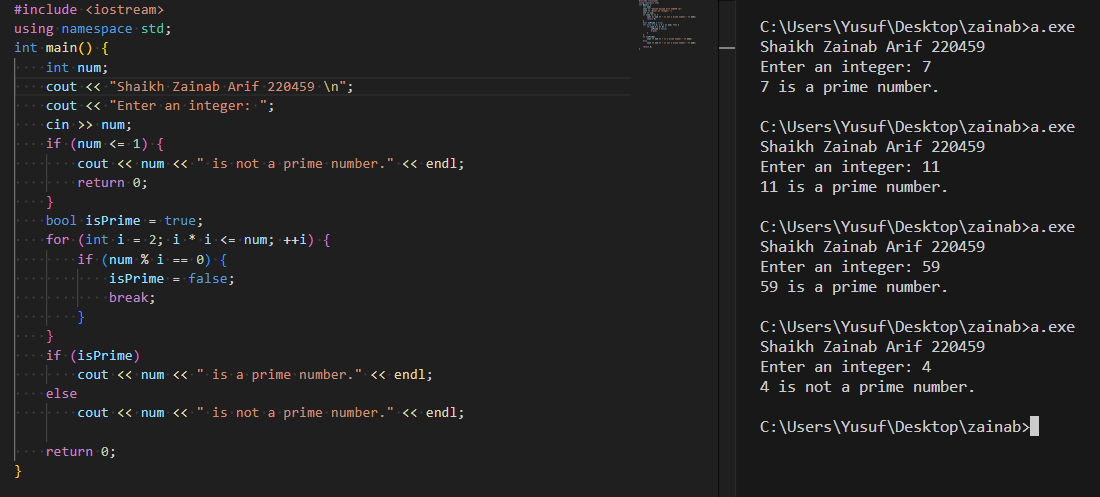 #include <iostream>
using namespace std;
int main() {
    int num;
    cout << "Shaikh Zainab Arif 220459 \n";
    cout << "Enter an integer: ";
    cin >> num;
    if (num <= 1) {
        cout << num << " is not a prime number." << endl;
        return 0;
    }
    bool isPrime = true;
    for (int i = 2; i * i <= num; ++i) {
        if (num % i == 0) {
            isPrime = false;
            break;
        }
    }
    if (isPrime)
        cout << num << " is a prime number." << endl;
    else
        cout << num << " is not a prime number." << endl;

    return 0;
}
C:\Users\Yusuf\Desktop\zainab>a.exe
Shaikh Zainab Arif 220459
Enter an integer: 7
7 is a prime number.

C:\Users\Yusuf\Desktop\zainab>a.exe
Shaikh Zainab Arif 220459
Enter an integer: 11
11 is a prime number.

C:\Users\Yusuf\Desktop\zainab>a.exe
Shaikh Zainab Arif 220459
Enter an integer: 59
59 is a prime number.

C:\Users\Yusuf\Desktop\zainab>a.exe
Shaikh Zainab Arif 220459
Enter an integer: 4
4 is not a prime number.

C:\Users\Yusuf\Desktop\zainab>